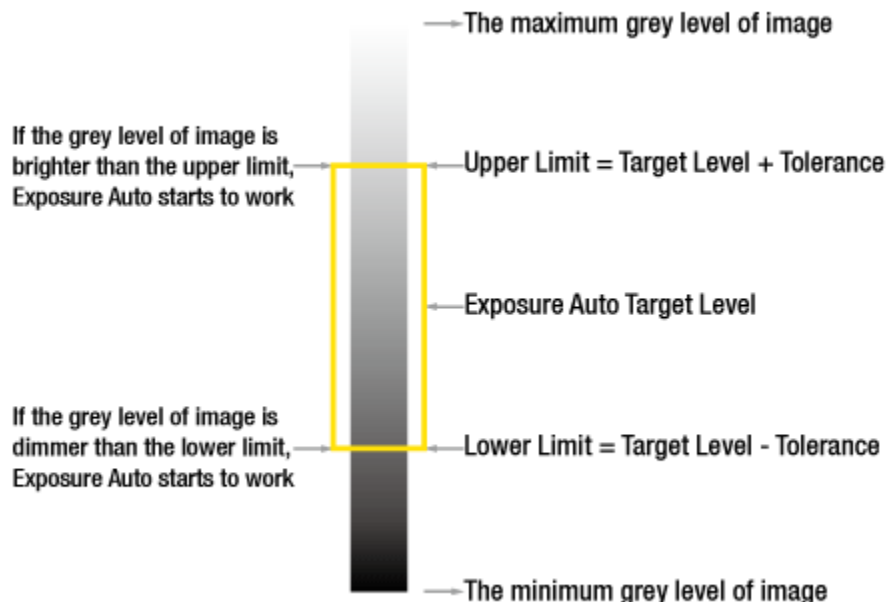 The maximum grey level of image
If the grey level of image is
brighter than the upper limit,
Exposure Auto starts to work
Upper Limit = Target Level + Tolerance
Exposure Auto Target Level
If the grey level of image is
dimmer than the lower limit,
Exposure Auto starts to work
Lower Limit = Target Level - Tolerance
The minimum grey level of image